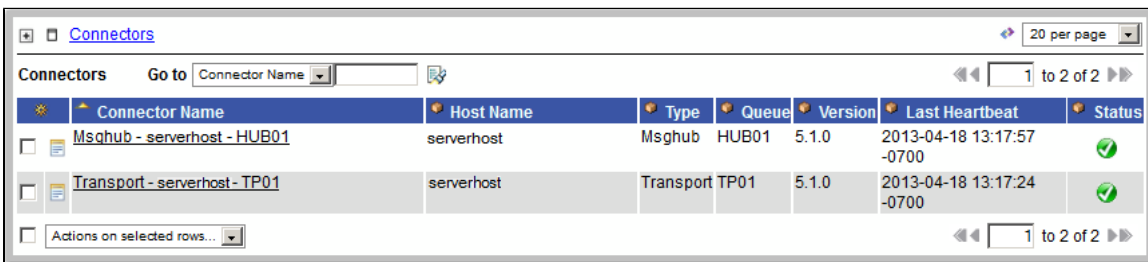 Connectors 20 per page
Connectors Go to Connector Name 1 to 2 of 2
Connector Name Host Name Type Queue Version Last Heartbeat Status
Msghub - serverhost - HUB01 serverhost Msghub HUB01 5.1.0 2013-04-18 13:17:57
-0700
Transport - serverhost - TP01 serverhost Transport TP01 5.1.0 2013-04-18 13:17:24
-0700
Actions on selected rows... 1 to 2 of 2